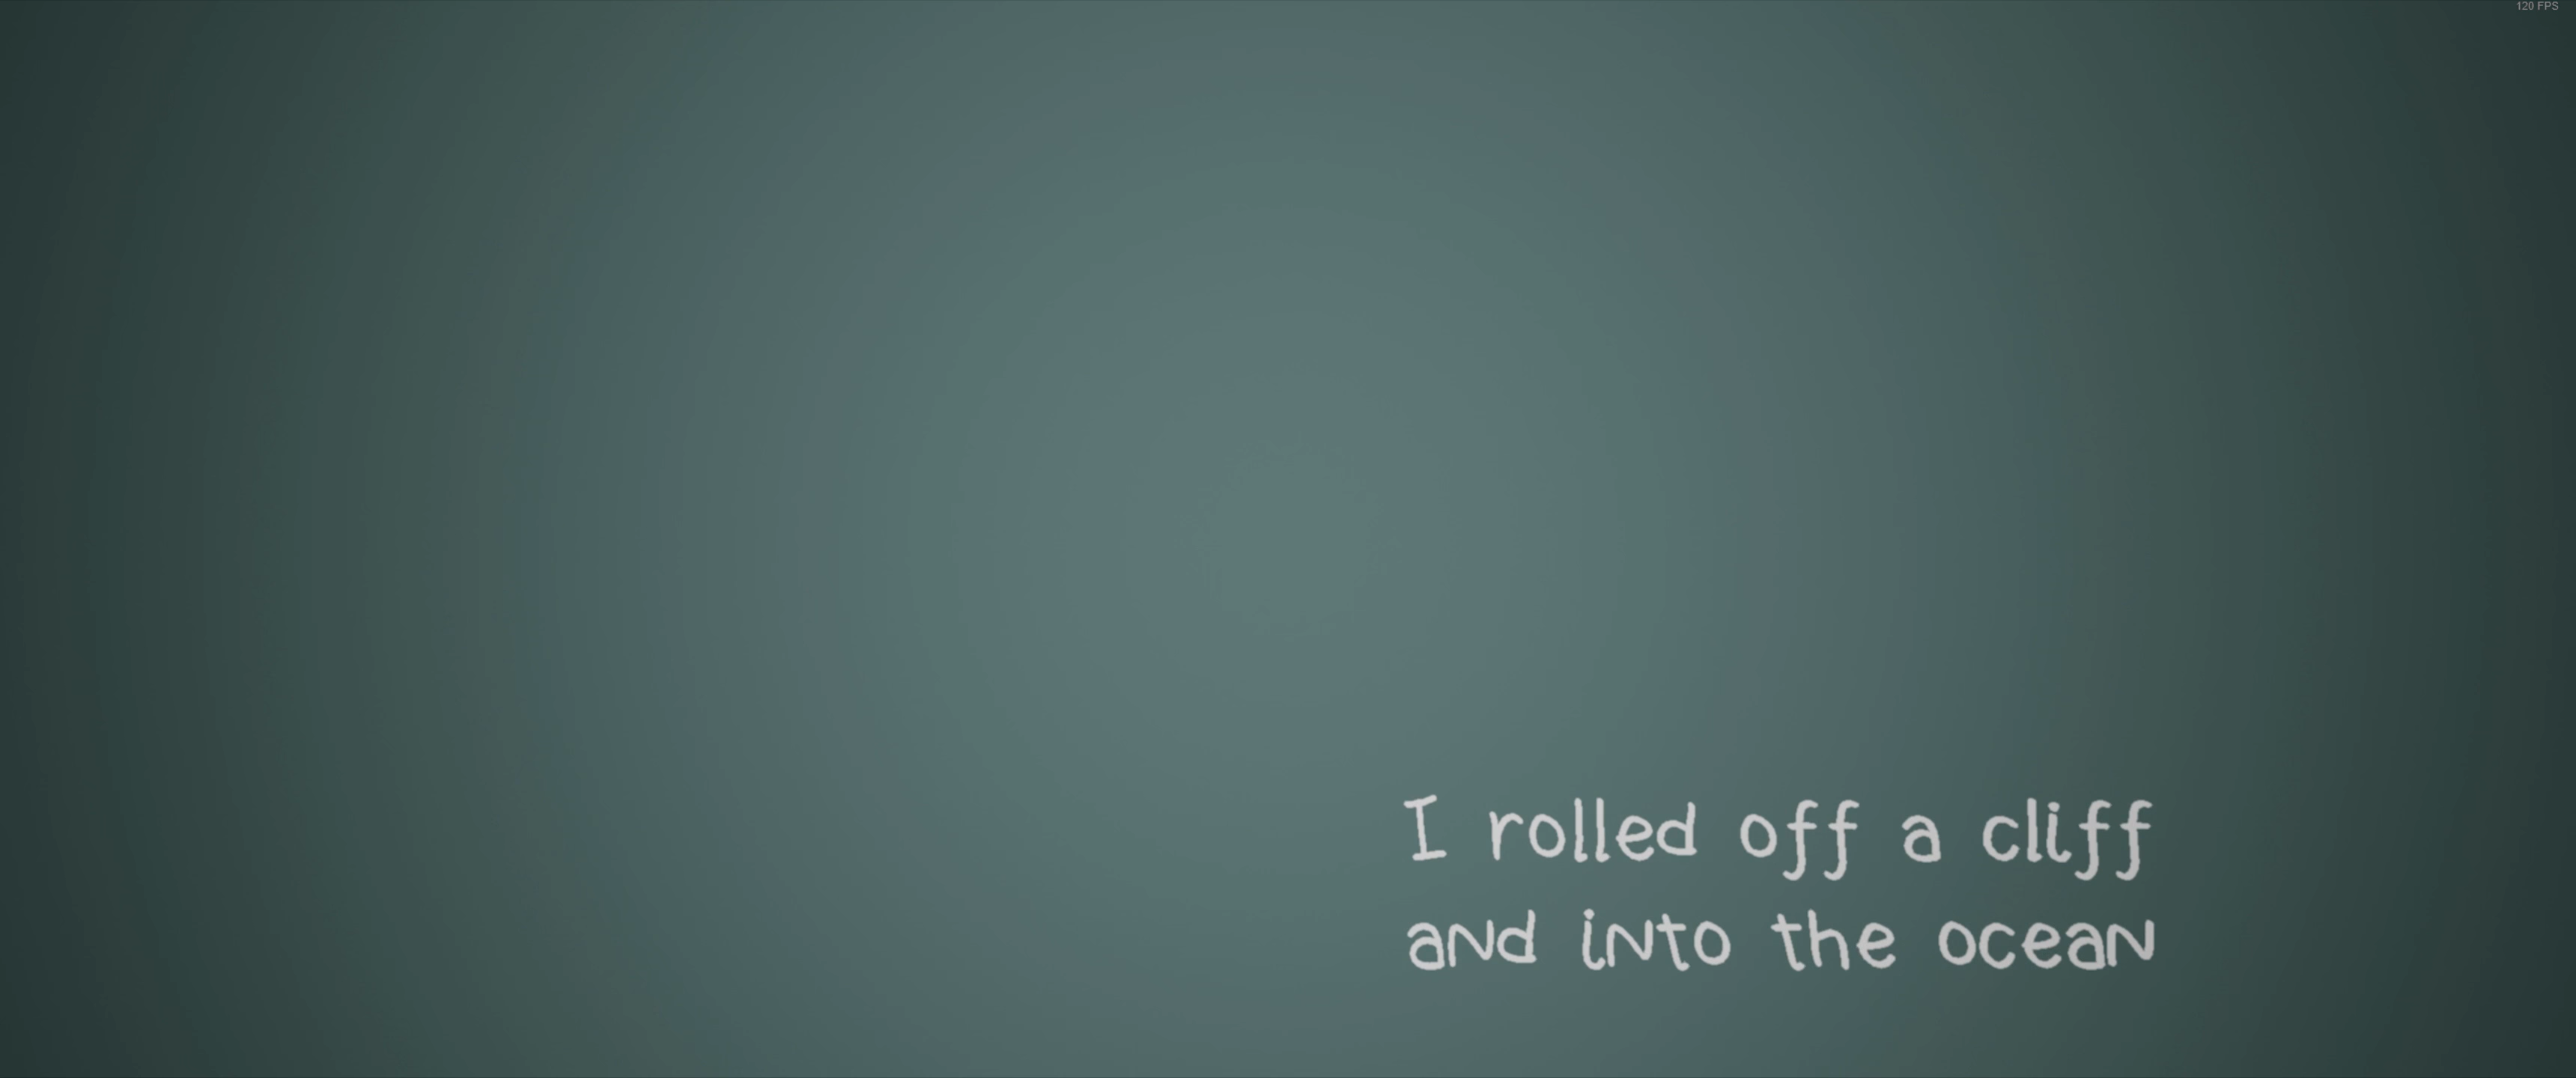 120 FPS
I rolled off a cliff
and into the ocean